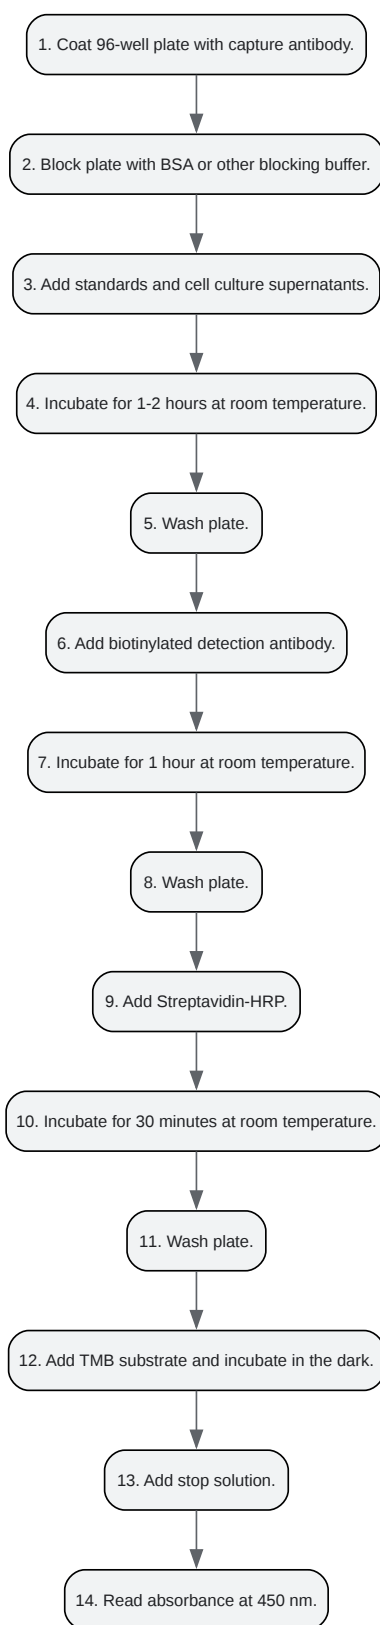 1. Coat 96-well plate with capture antibody.
2. Block plate with BSA or other blocking buffer.
3. Add standards and cell culture supernatants.
4. Incubate for 1-2 hours at room temperature.
5. Wash plate.
6. Add biotinylated detection antibody.
7. Incubate for 1 hour at room temperature.
8. Wash plate.
9. Add Streptavidin-HRP.
10. Incubate for 30 minutes at room temperature.
11. Wash plate.
12. Add TMB substrate and incubate in the dark.
13. Add stop solution.
14. Read absorbance at 450 nm.